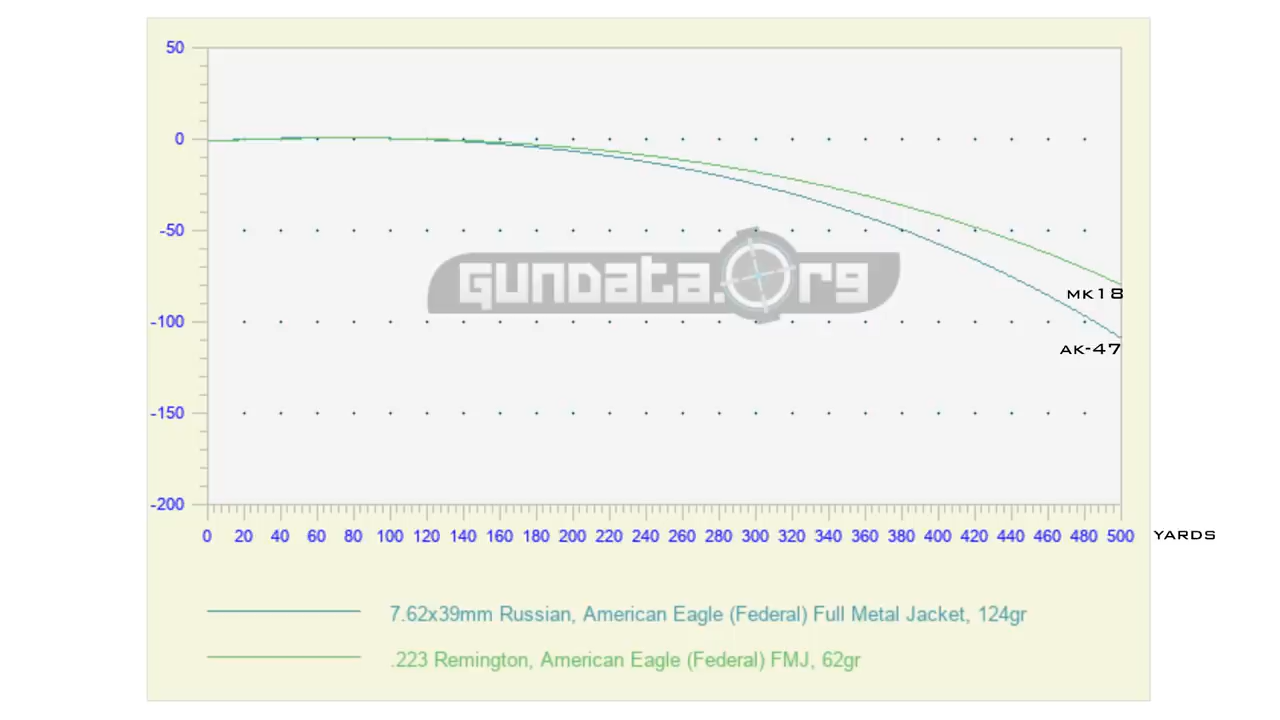 50
0
-50
gundata.org
MK18
-100
AK-47
-150
-200
0 20 40 60 80 100 120 140 160 180 200 220 240 260 280 300 320 340 360 380 400 420 440 460 480 500 YARDS
7.62x39mm Russian, American Eagle (Federal) Full Metal Jacket, 124gr
.223 Remington, American Eagle (Federal) FMJ, 62gr